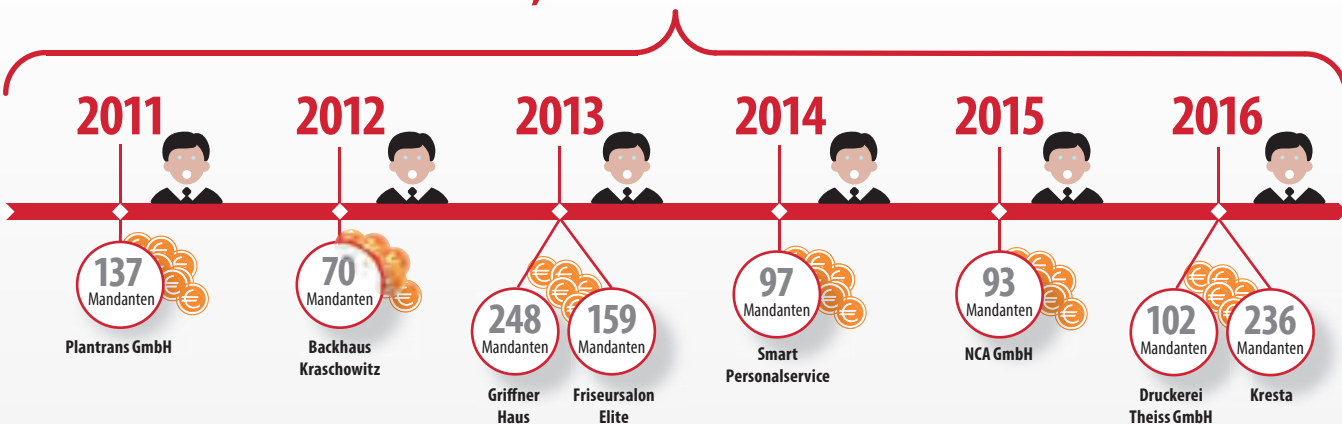 2011
2012
2013
2014
2015
2016
137
Mandanten
Plantrans GmbH
70
Mandanten
Backhaus
Kraschowitz
248
Mandanten
Griffner
Haus
159
Mandanten
Friseursalon
Elite
97
Mandanten
Smart
Personalservice
93
Mandanten
NCA GmbH
102
Mandanten
Druckerei
Theiss GmbH
236
Mandanten
Kresta